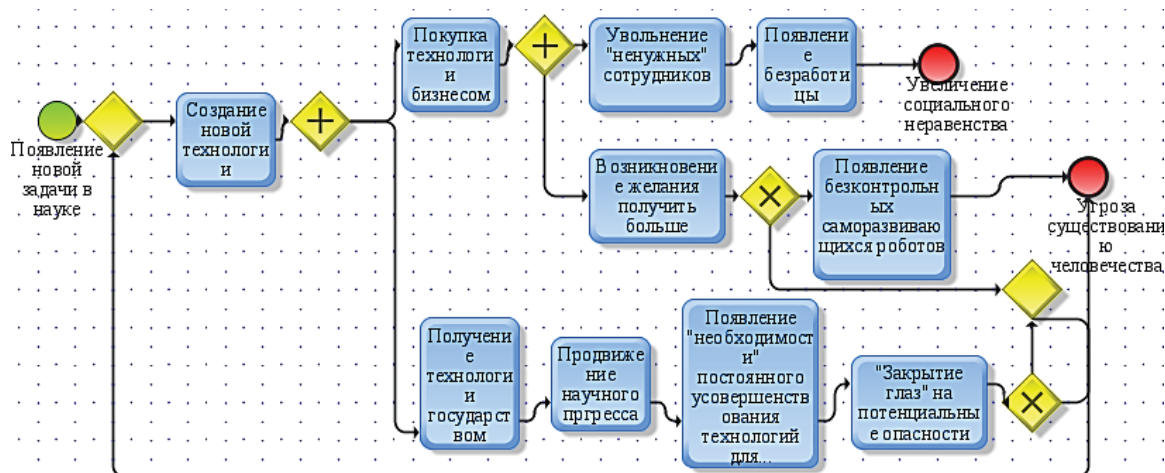 Появление
новой
задачи в
науке
Создание
новой
технологи
и
Покупка
технологи
и
бизнесом
Увольнение
"ненужных"
сотрудников
Появлени
е
безработи
цы
Увеличение
социального
неравенства
Возникновени
е желания
получить
больше
Появление
безконтрольн
ых
саморазвиваю
щихся роботов
Угроза
существовани
ю
человечества
Получени
е
технологи
и
государст
вом
Продвиже
ние
научного
пргресса
Появление
"необходимост
и"
постоянного
усовершенств
ования
технологий
для...
"Закрытие
глаз" на
потенциальны
е опасности